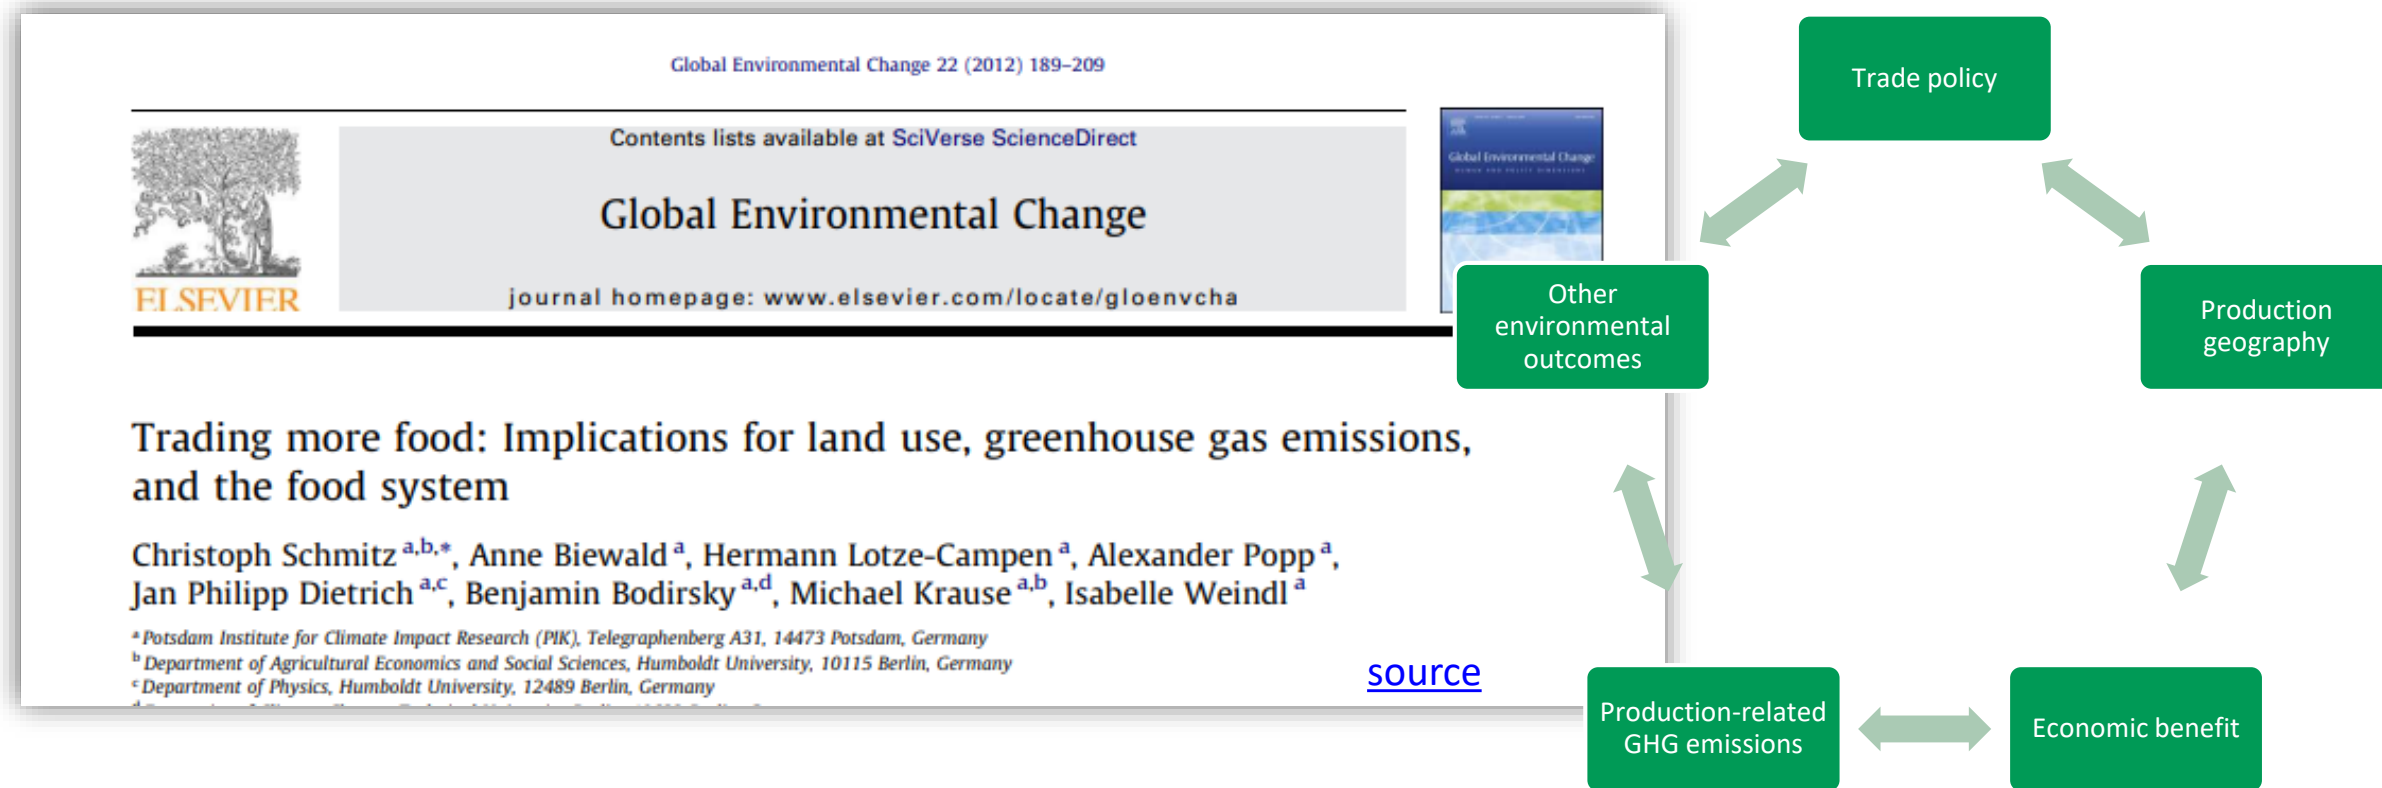 Global Environmental Change 22 (2012) 189–209
Contents lists available at SciVerse ScienceDirect
Global Environmental Change
journal homepage: www.elsevier.com/locate/gloenvcha
ELSEVIER
Global Environmental Change
Trading more food: Implications for land use, greenhouse gas emissions,
and the food system
Christoph Schmitz a,b,*, Anne Biewald a, Hermann Lotze-Campen a, Alexander Popp a,
Jan Philipp Dietrich a,c, Benjamin Bodirsky a,d, Michael Krause a,b, Isabelle Weindl a
a Potsdam Institute for Climate Impact Research (PIK), Telegraphenberg A31, 14473 Potsdam, Germany
b Department of Agricultural Economics and Social Sciences, Humboldt University, 10115 Berlin, Germany
c Department of Physics, Humboldt University, 12489 Berlin, Germany
source
Trade policy
Production
geography
Economic benefit
Production-related
GHG emissions
Other
environmental
outcomes